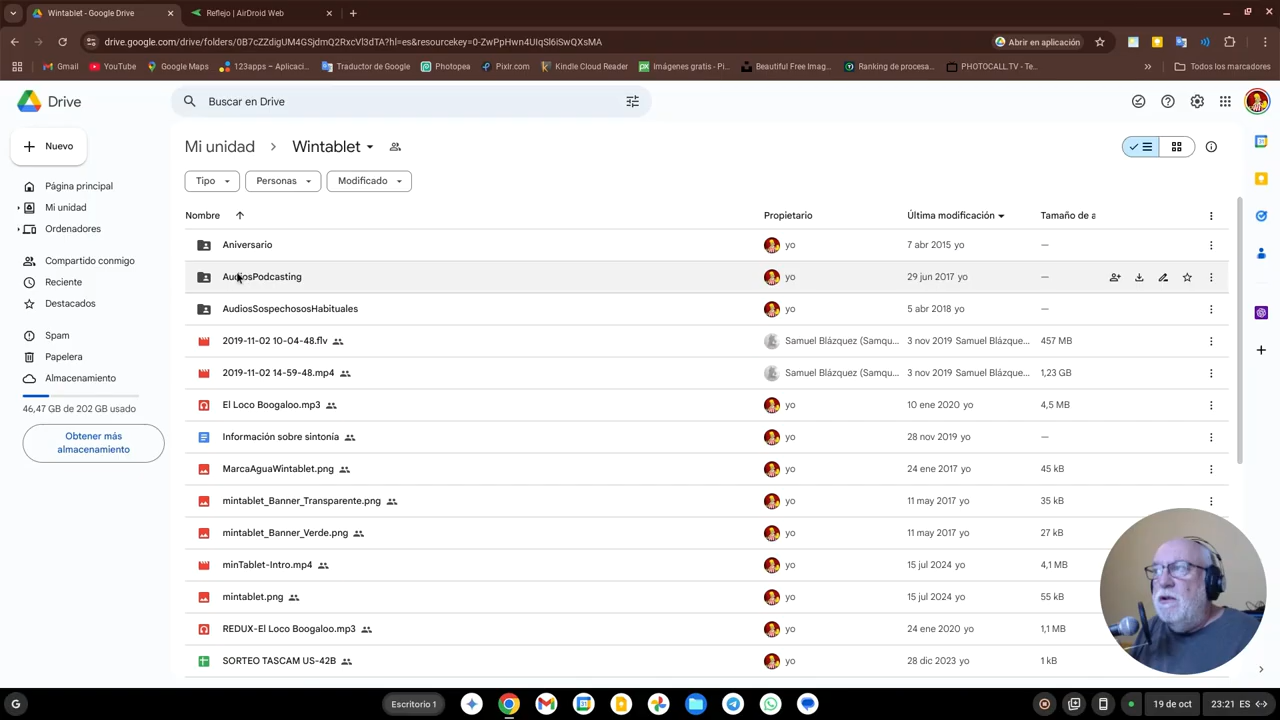 Wintablet - Google Drive
Reflejo | AirDroid Web
drive.google.com/drive/folders/0B7cZZdigUM4GSjdmQ2RxcVl3dTA?hl=es&resourcekey=0-ZwPpHwn4UIqSl6iSwQXsMA
Abrir en aplicación
Gmail
YouTube
Google Maps
123apps – Aplicaci...
Traductor de Google
Photopea
Pixlr.com
Kindle Cloud Reader
Imágenes gratis - Pi...
Beautiful Free Imag...
Ranking de procesa...
PHOTOCALL.TV - Te...
Todos los marcadores
Drive
Buscar en Drive
Nuevo
Página principal
Mi unidad
Ordenadores
Compartido conmigo
Reciente
Destacados
Spam
Papelera
Almacenamiento
46,47 GB de 202 GB usado
Obtener más
almacenamiento
Mi unidad > Wintablet
Tipo
Personas
Modificado
Nombre Propietario Última modificación Tamaño de a
Aniversario yo 7 abr 2015 yo —
AudiosPodcasting yo 29 jun 2017 yo —
AudiosSospechososHabituales yo 5 abr 2018 yo —
2019-11-02 10-04-48.flv Samuel Blázquez (Samqu... 3 nov 2019 Samuel Blázque... 457 MB
2019-11-02 14-59-48.mp4 Samuel Blázquez (Samqu... 3 nov 2019 Samuel Blázque... 1,23 GB
El Loco Boogaloo.mp3 yo 10 ene 2020 yo 4,5 MB
Información sobre sintonía yo 28 nov 2019 yo —
MarcaAguaWintablet.png yo 24 ene 2017 yo 45 kB
mintablet_Banner_Transparente.png yo 11 may 2017 yo 35 kB
mintablet_Banner_Verde.png yo 11 may 2017 yo 27 kB
minTablet-Intro.mp4 yo 15 jul 2024 yo 4,1 MB
mintablet.png yo 15 jul 2024 yo 55 kB
REDUX-El Loco Boogaloo.mp3 yo 24 ene 2020 yo 1,1 MB
SORTEO TASCAM US-42B yo 28 dic 2023 yo 1 kB
G
Escritorio 1
19 de oct
23:21 ES